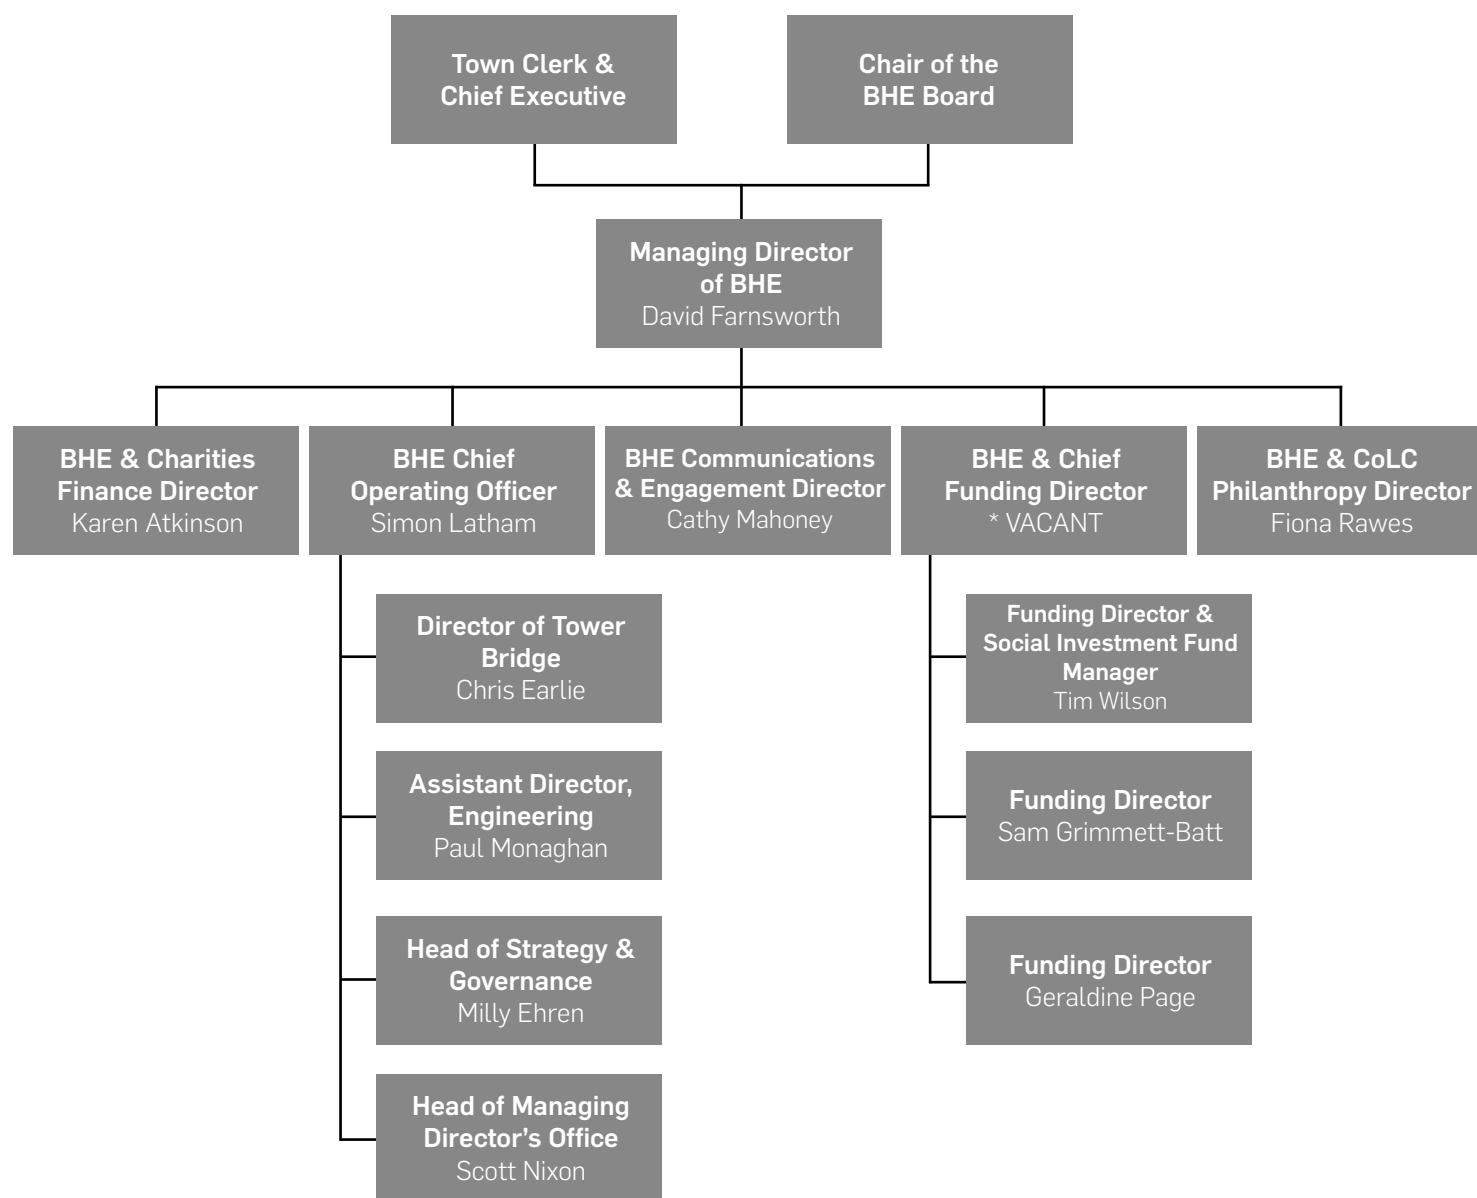 Town Clerk &
Chief Executive
Chair of the
BHE Board
Managing Director
of BHE
David Farnsworth
BHE & Charities
Finance Director
Karen Atkinson
BHE Chief
Operating Officer
Simon Latham
BHE Communications
& Engagement Director
Cathy Mahoney
BHE & Chief
Funding Director
* VACANT
BHE & CoLC
Philanthropy Director
Fiona Rawes
Director of Tower
Bridge
Chris Earlie
Assistant Director,
Engineering
Paul Monaghan
Head of Strategy &
Governance
Milly Ehren
Head of Managing
Director’s Office
Scott Nixon
Funding Director &
Social Investment Fund
Manager
Tim Wilson
Funding Director
Sam Grimmett-Batt
Funding Director
Geraldine Page